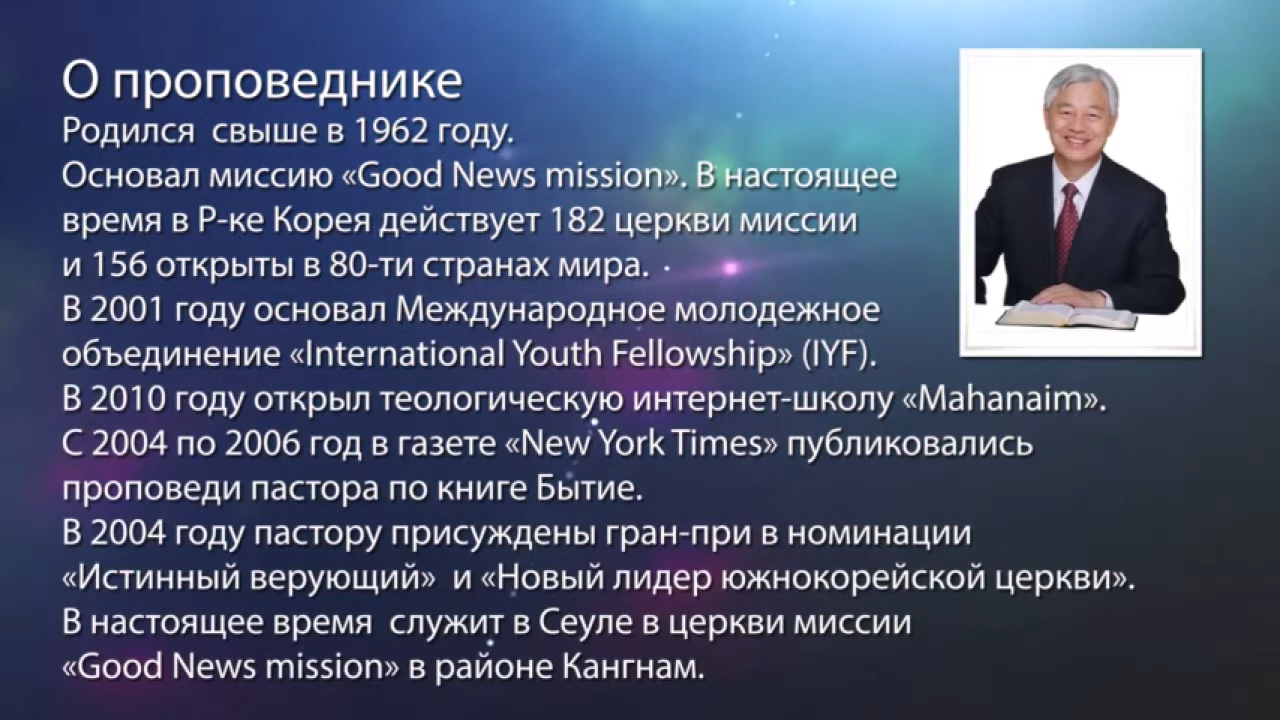 О проповеднике
Родился свыше в 1962 году.
Основал миссию «Good News mission». В настоящее
время в Р-ке Корея действует 182 церкви миссии
и 156 открыты в 80-ти странах мира.
В 2001 году основал Международное молодежное
объединение «International Youth Fellowship» (IYF).
В 2010 году открыл теологическую интернет-школу «Mahanaim».
С 2004 по 2006 год в газете «New York Times» публиковались
проповеди пастора по книге Бытие.
В 2004 году пастору присуждены гран-при в номинации
«Истинный верующий» и «Новый лидер южнокорейской церкви».
В настоящее время служит в Сеуле в церкви миссии
«Good News mission» в районе Кангнам.